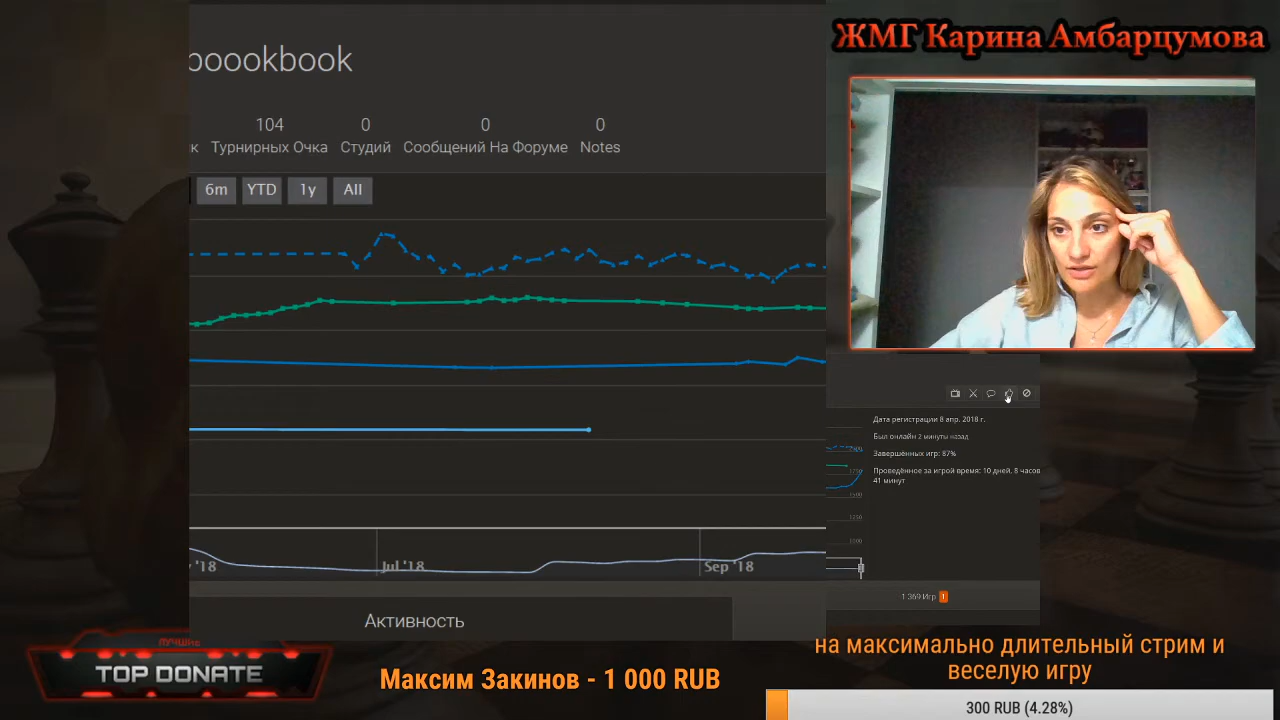 ЖМГ Карина Амбарцумова
poookbook
104
0
0
0
к
Турнирных Очка
Студий
Сообщений На Форуме
Notes
6m
YTD
1y
All
'18
Jul '18
Sep '18
Активность
Дата регистрации 8 апр. 2018 г.
Был онлайн 2 минуты назад
Завершённых игр: 87%
Проведённое за игрой время: 10 дней, 8 часов
41 минут
1 369 Игр !
ЛУЧШИЕ
TOP DONATE
Максим Закинов - 1 000 RUB
на максимально длительный стрим и
веселую игру
300 RUB (4.28%)